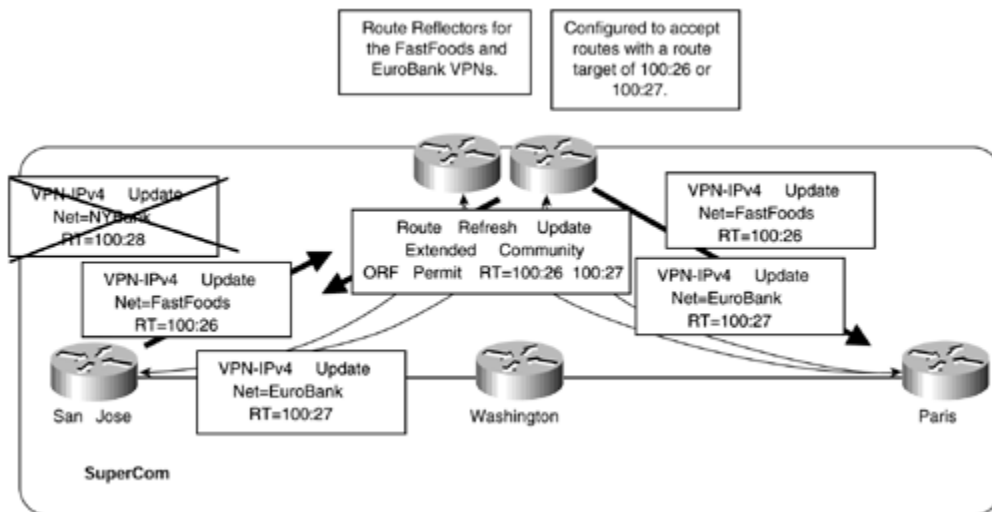 Route Reflectors for
the FastFoods and
EuroBank VPNs.
Configured to accept
routes with a route
target of 100:26 or
100:27.
VPN-IPv4 Update
Net=NYBank
RT=100:28
VPN-IPv4 Update
Net=FastFoods
RT=100:26
Route Refresh Update
Extended Community
ORF Permit RT=100:26 100:27
VPN-IPv4 Update
Net=FastFoods
RT=100:26
VPN-IPv4 Update
Net=EuroBank
RT=100:27
VPN-IPv4 Update
Net=EuroBank
RT=100:27
San Jose
Washington
Paris
SuperCom